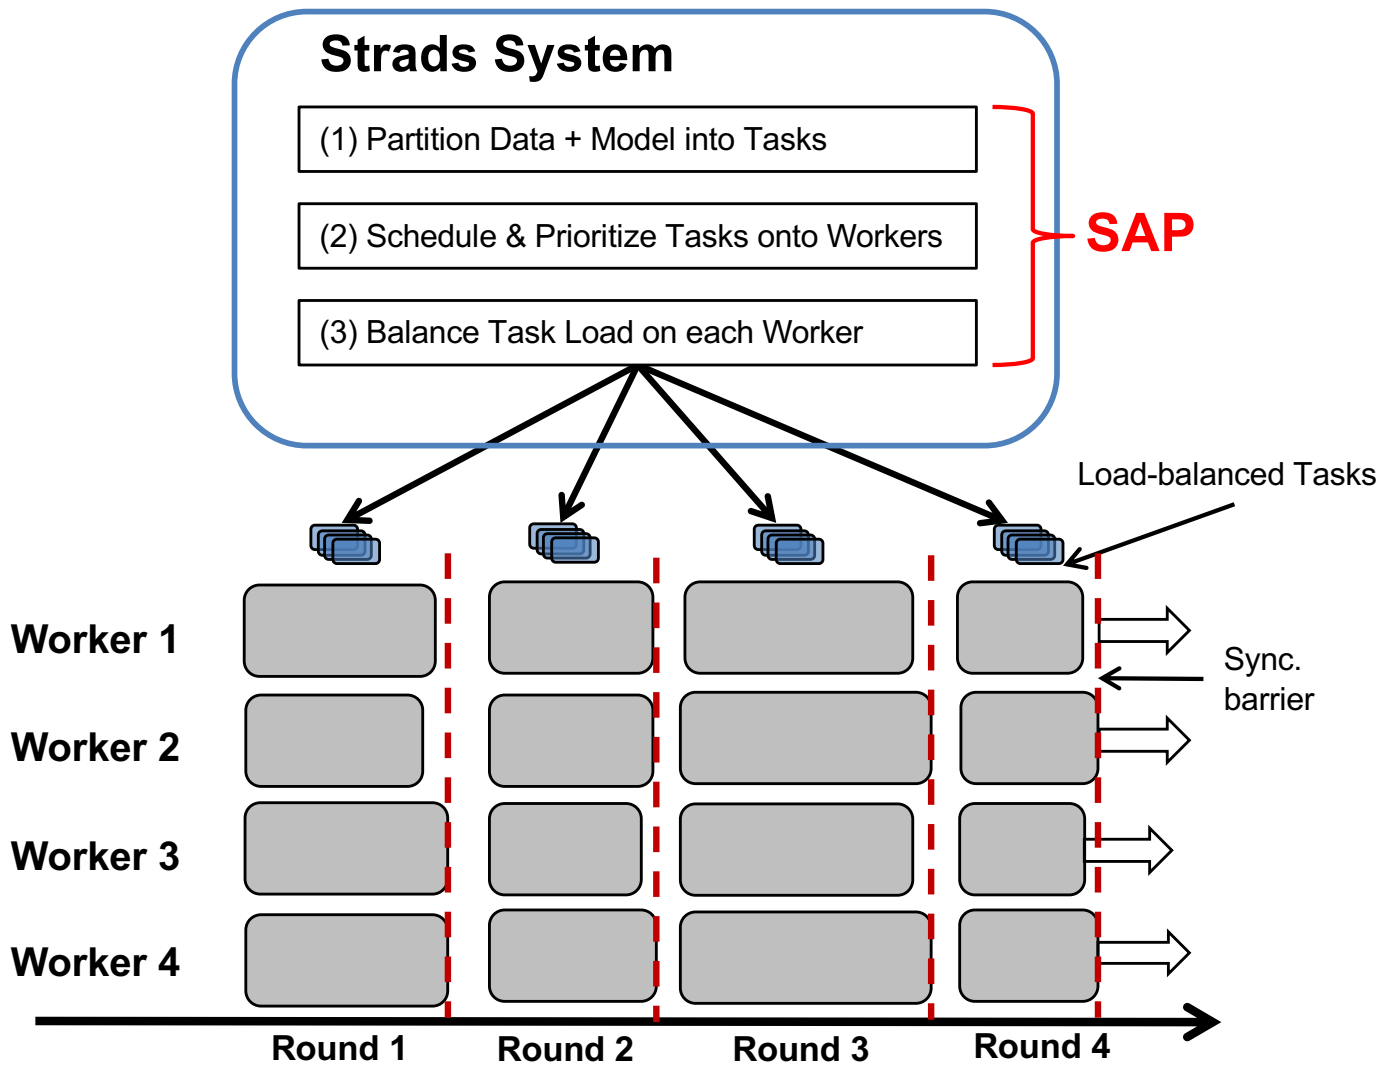 Strads System
(1) Partition Data + Model into Tasks
(2) Schedule & Prioritize Tasks onto Workers
SAP
(3) Balance Task Load on each Worker
Load-balanced Tasks
Worker 1
Sync.
barrier
Worker 2
Worker 3
Worker 4
Round 1
Round 2
Round 3
Round 4